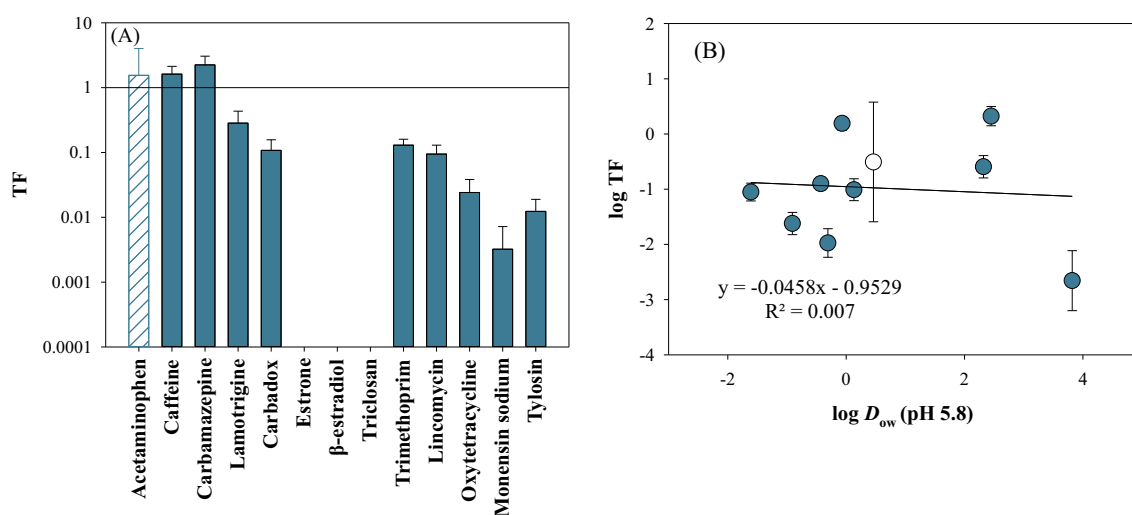 (A)
TF
10
1
0.1
0.01
0.001
0.0001
Acetaminophen
Caffeine
Carbamazepine
Lamotrigine
Carbadox
Estrone
β-estradiol
Triclosan
Trimethoprim
Lincomycin
Oxytetracycline
Monensin sodium
Tylosin
(B)
log TF
2
1
0
-1
-2
-3
-4
y = -0.0458x - 0.9529
R² = 0.007
-2 0 2 4
log Dow (pH 5.8)